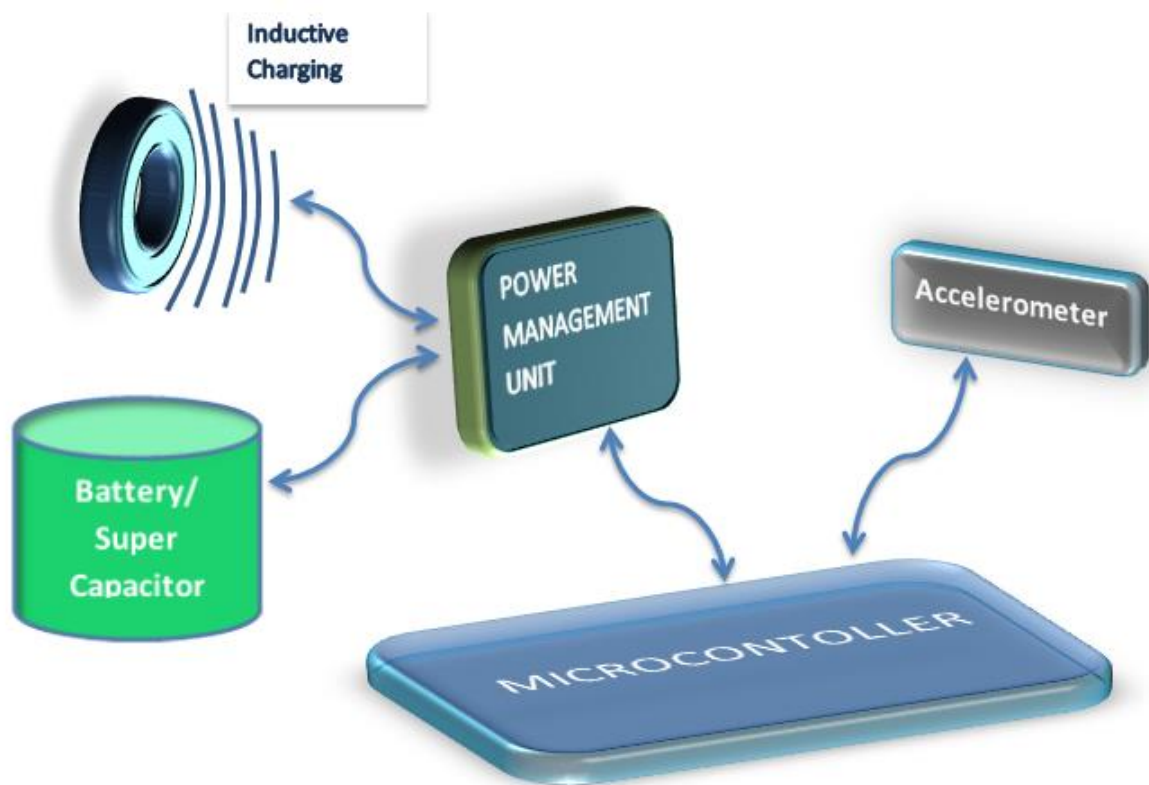 Inductive
Charging
POWER
MANAGEMENT
UNIT
Accelerometer
Battery/
Super
Capacitor
MICROCONTOLLER